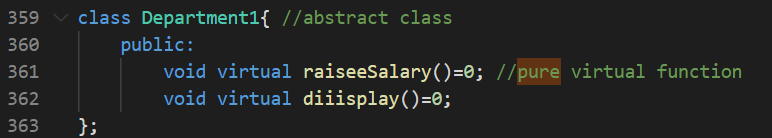 359 class Department1{ //abstract class
360 public:
361 void virtual raiseeSalary()=0; //pure virtual function
362 void virtual diiisplay()=0;
363 };